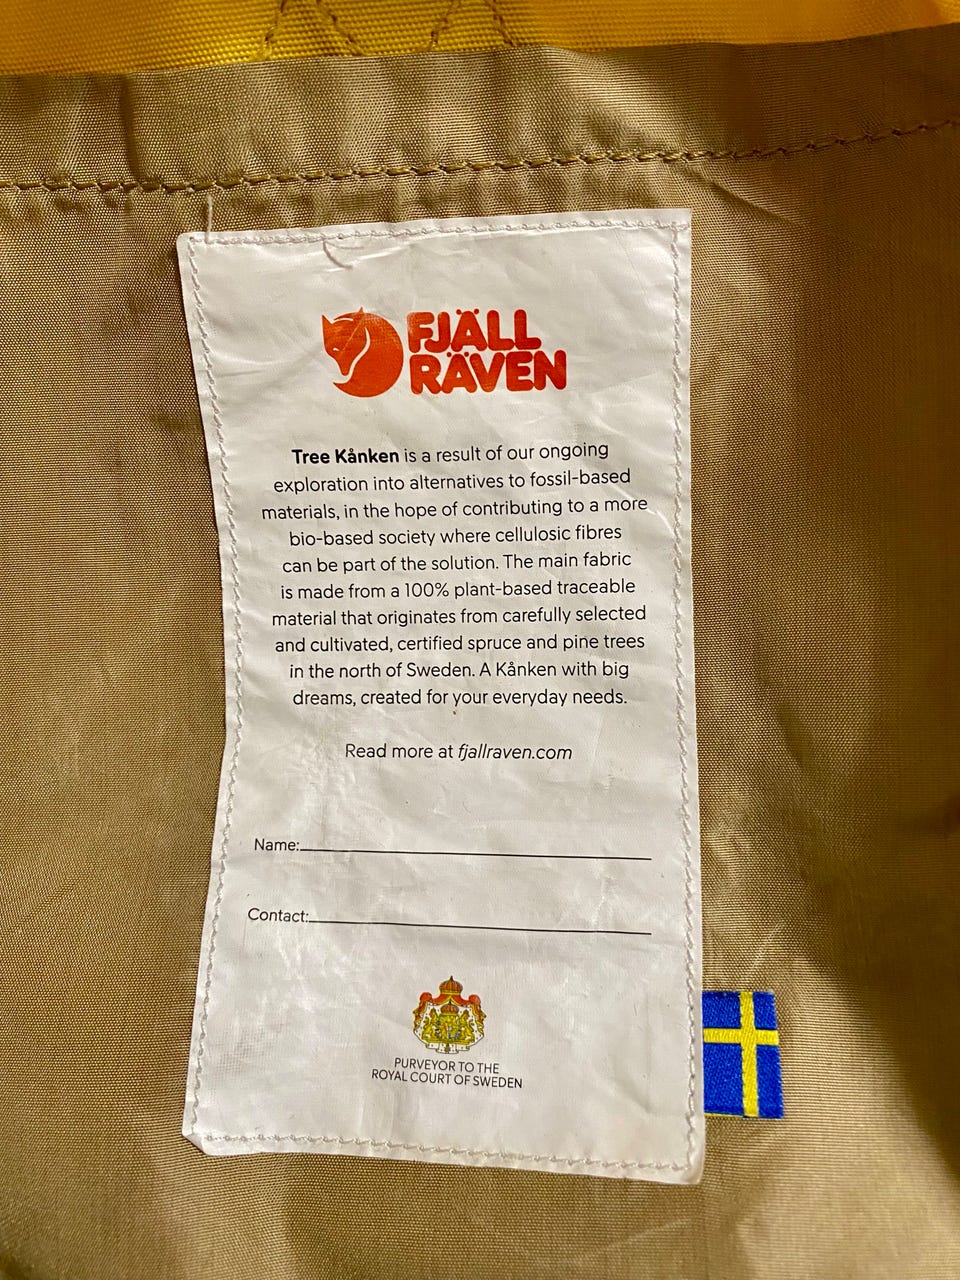 FJÄLL
RÄVEN
Tree Kånken is a result of our ongoing
exploration into alternatives to fossil-based
materials, in the hope of contributing to a more
bio-based society where cellulosic fibres
can be part of the solution. The main fabric
is made from a 100% plant-based traceable
material that originates from carefully selected
and cultivated, certified spruce and pine trees
in the north of Sweden. A Kånken with big
dreams, created for your everyday needs.
Read more at fjallraven.com
Name:
Contact:
PURVEYOR TO THE
ROYAL COURT OF SWEDEN